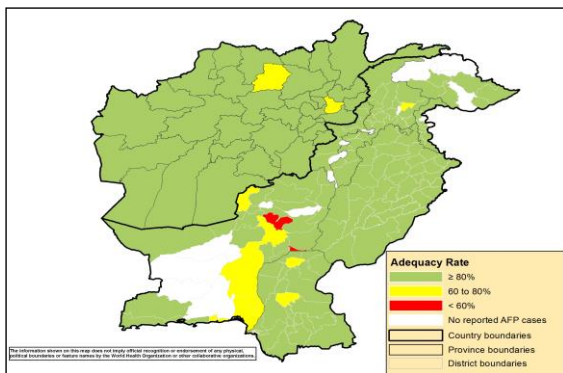 Adequacy Rate
≥ 80%
60 to 80%
< 60%
No reported AFP cases
Country boundaries
Province boundaries
District boundaries
The information shown on this map does not imply official recognition or endorsement of any physical,
political boundaries or feature names by the World Health Organization or other collaborative organizations.